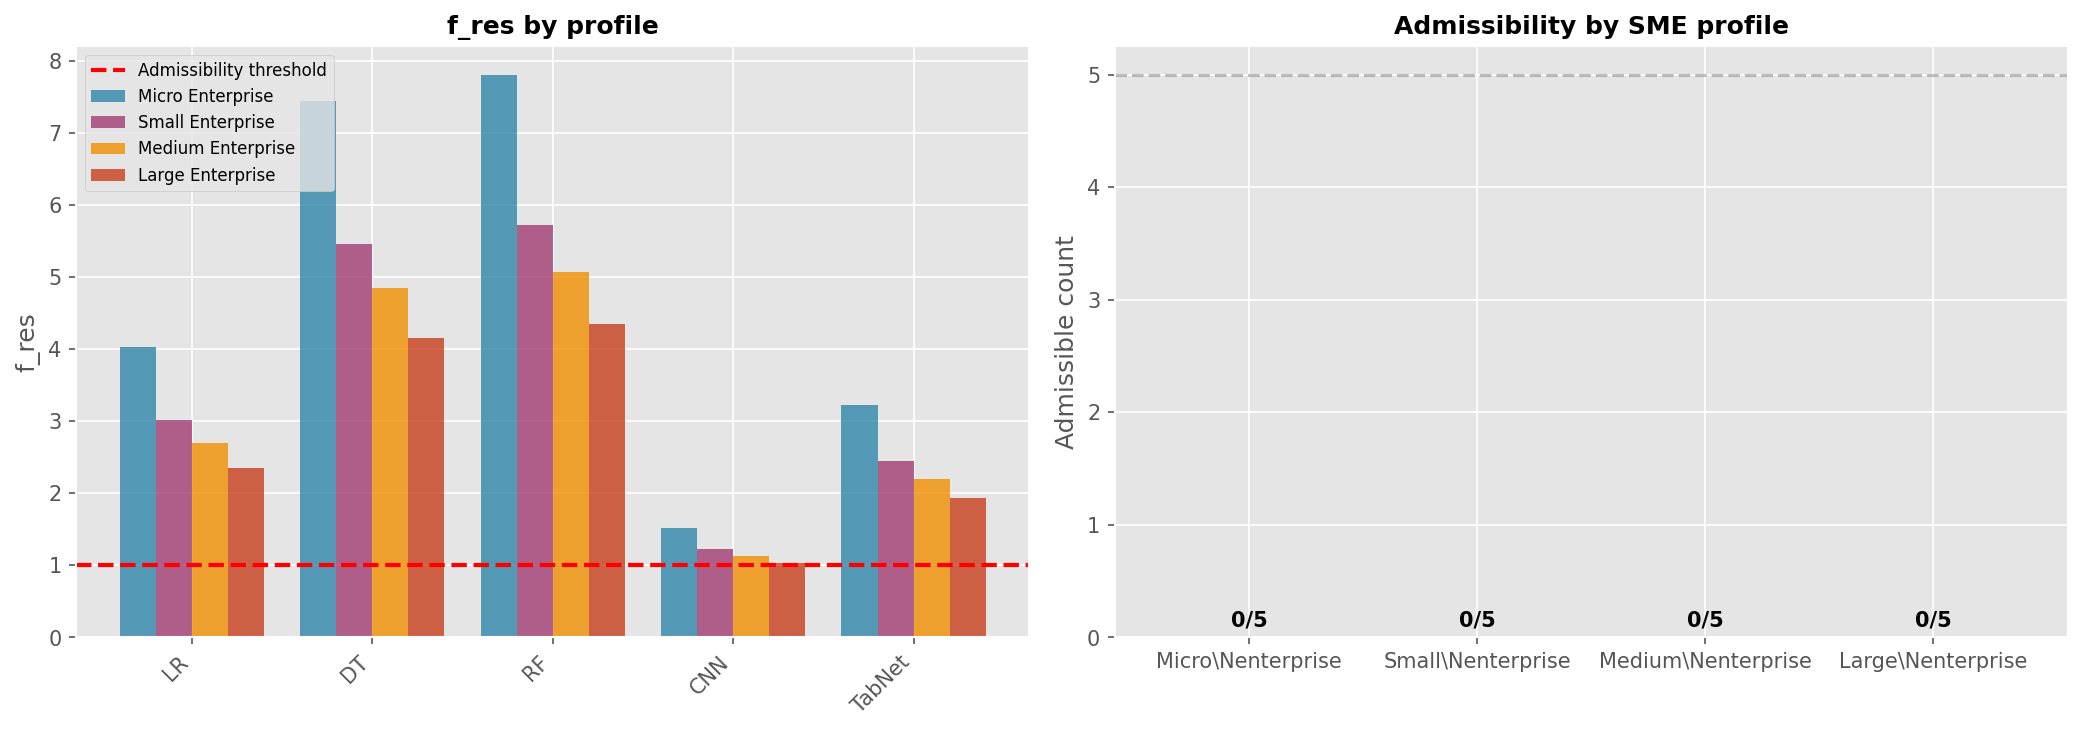 f_res by profile
8
7
6
5
4
3
2
1
0
f_res
Admissibility threshold
Micro Enterprise
Small Enterprise
Medium Enterprise
Large Enterprise
LR
DT
RF
CNN
TabNet
Admissibility by SME profile
5
4
3
2
1
0
Admissible count
0/5
0/5
0/5
0/5
Micro\Nenterprise
Small\Nenterprise
Medium\Nenterprise
Large\Nenterprise